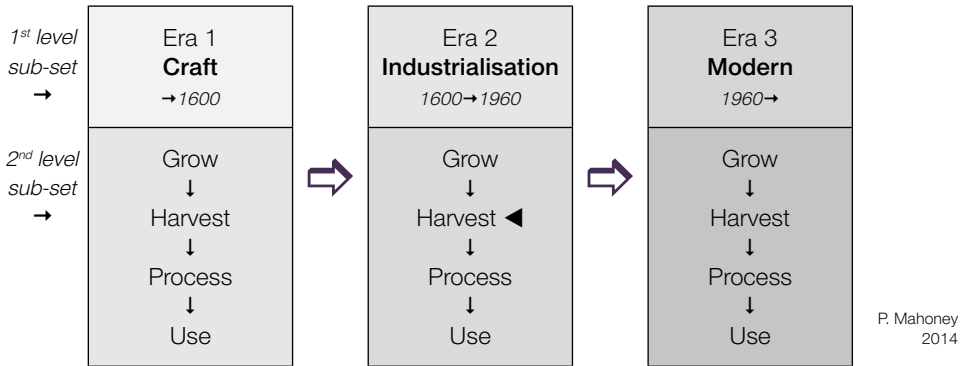 1st level
sub-set
→
Era 1
Craft
→1600
Era 2
Industrialisation
1600→1960
Era 3
Modern
1960→
2nd level
sub-set
→
Grow
↓
Harvest
↓
Process
↓
Use
Grow
↓
Harvest ◀
↓
Process
↓
Use
Grow
↓
Harvest
↓
Process
↓
Use
P. Mahoney
2014